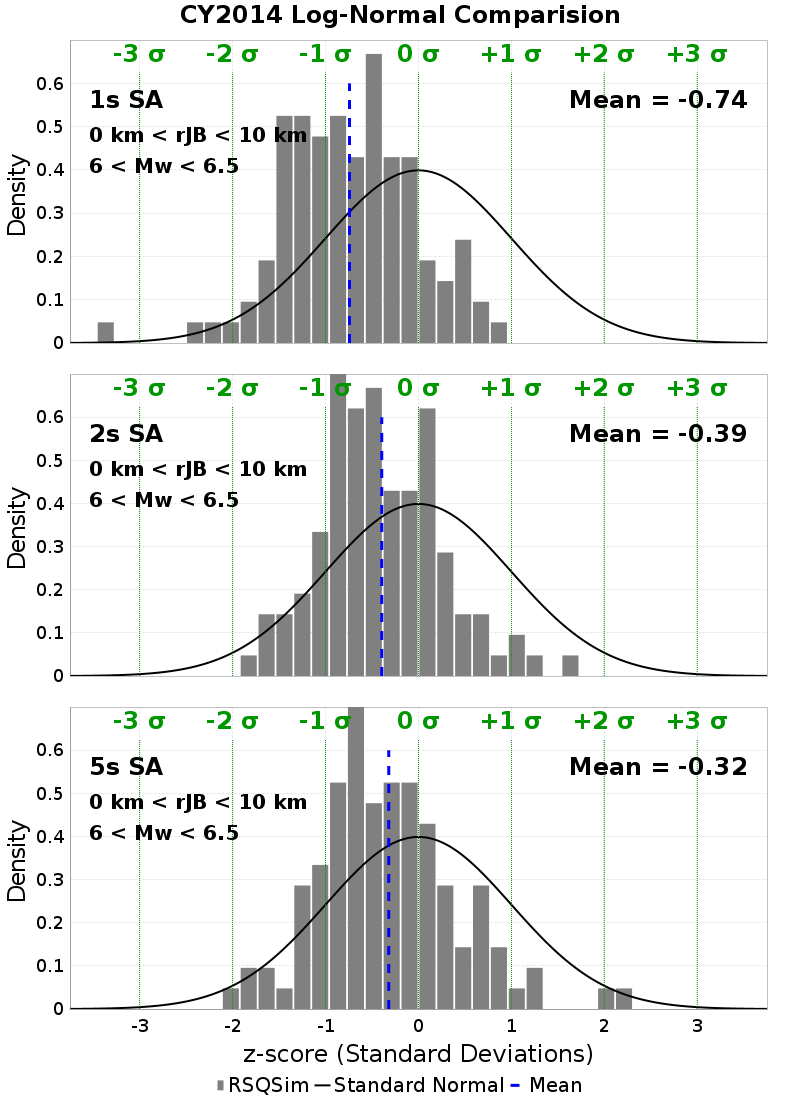 CY2014 Log-Normal Comparision
-3 σ -2 σ -1 σ 0 σ +1 σ +2 σ +3 σ
1s SA Mean = -0.74
0 km < rJB < 10 km
6 < Mw < 6.5
Density
0.6
0.5
0.4
0.3
0.2
0.1
0
-3 σ -2 σ -1 σ 0 σ +1 σ +2 σ +3 σ
2s SA Mean = -0.39
0 km < rJB < 10 km
6 < Mw < 6.5
Density
0.6
0.5
0.4
0.3
0.2
0.1
0
-3 σ -2 σ -1 σ 0 σ +1 σ +2 σ +3 σ
5s SA Mean = -0.32
0 km < rJB < 10 km
6 < Mw < 6.5
Density
0.6
0.5
0.4
0.3
0.2
0.1
0
-3 -2 -1 0 1 2 3
z-score (Standard Deviations)
RSQSim Standard Normal Mean